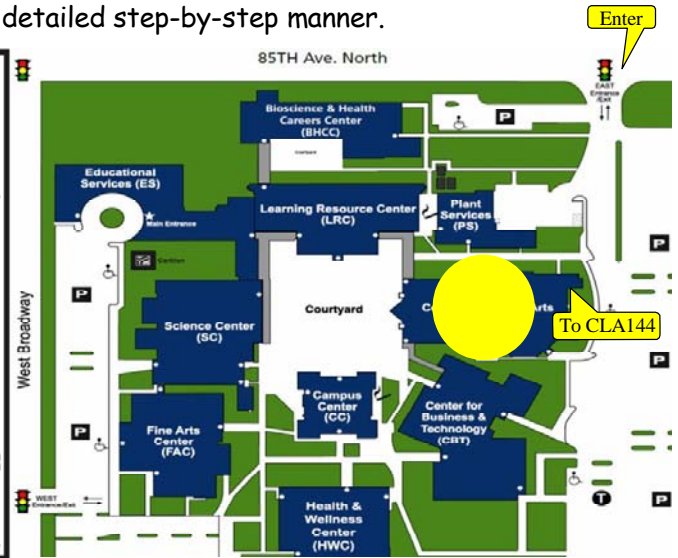 detailed step-by-step manner.
Enter
85TH Ave. North
EAST
Entrance
/Exit
P
Bioscience & Health
Careers Center
(BHCC)
Courtyard
Educational
Services (ES)
Main Entrance
Learning Resource Center
(LRC)
Plant
Services
(PS)
P
P
Courtyard
Arts
To CLA144
Science Center
(SC)
West Broadway
P
Campus
Center
(CC)
Center for
Business &
Technology
(CBT)
P
Fine Arts
Center
(FAC)
WEST
Entrance/Exit
Health &
Wellness
Center
(HWC)
T
P